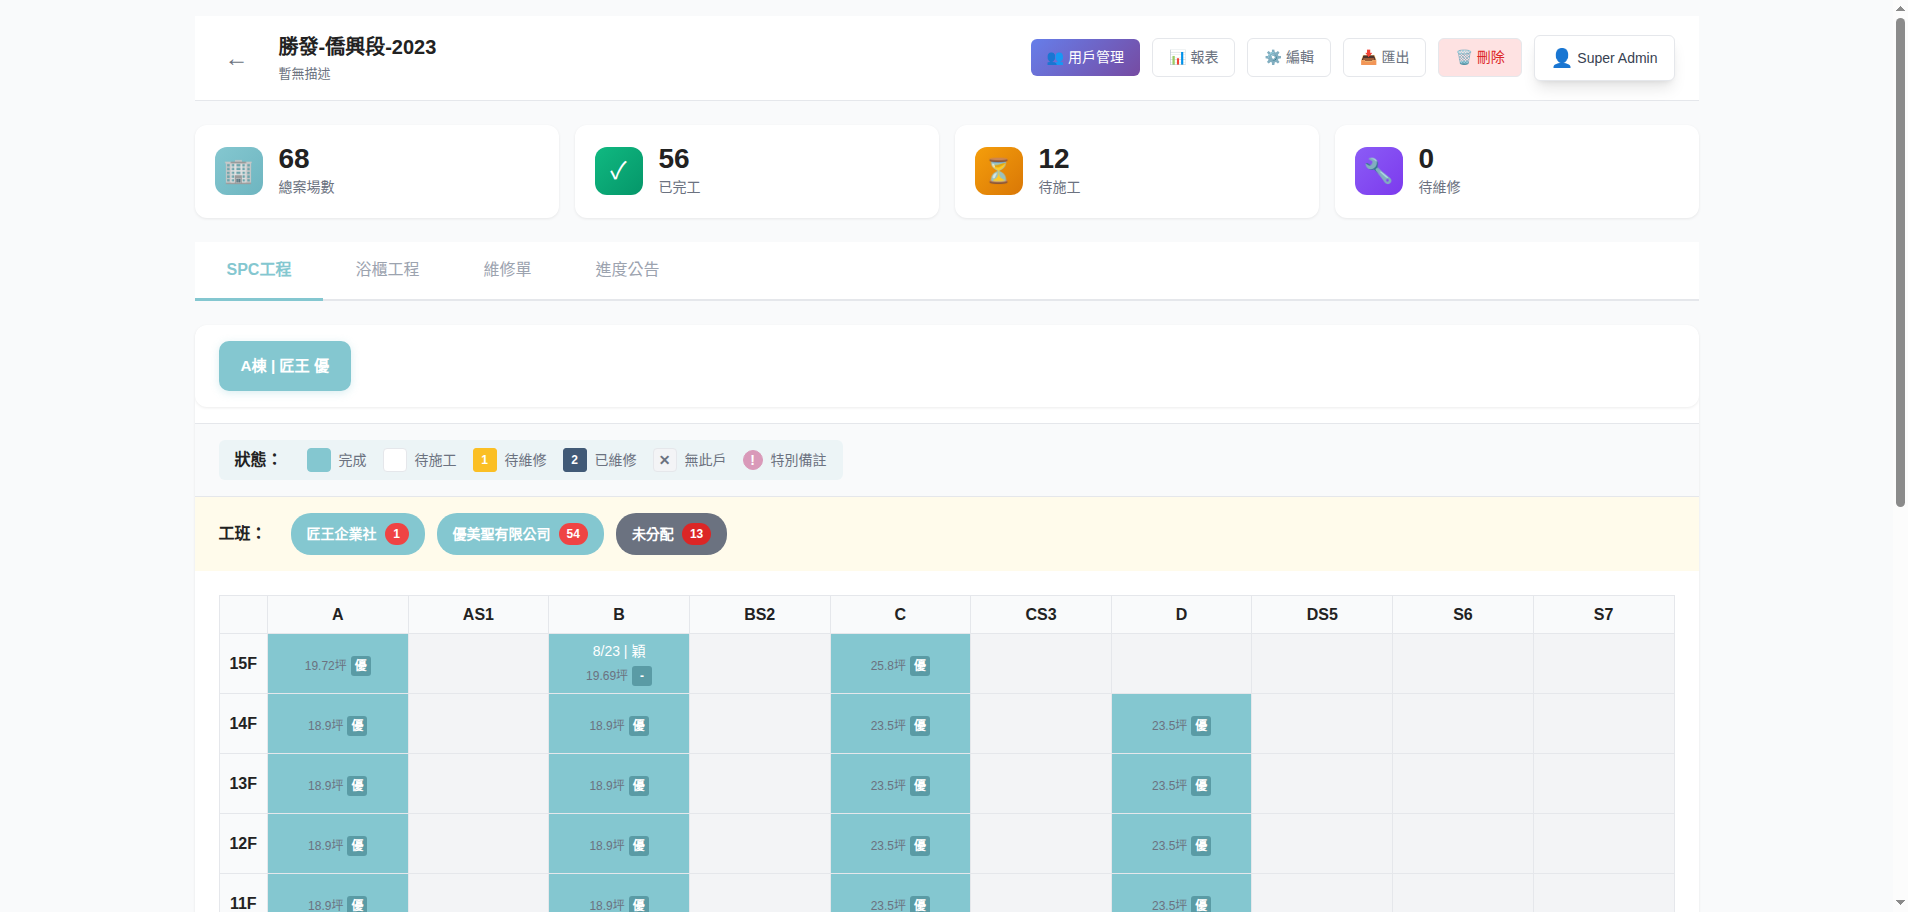 ←
勝發-僑興段-2023
暫無描述
👥 用戶管理
📊 報表
⚙️ 編輯
📥 匯出
🗑️ 刪除
👤 Super Admin
68
總案場數
✓
56
已完工
12
待施工
0
待維修
SPC工程
浴櫃工程
維修單
進度公告
A棟 | 匠王 優
狀態： 完成 待施工 1 待維修 2 已維修 ✕ 無此戶 ! 特別備註
工班： 匠王企業社 1 優美聖有限公司 54 未分配 13
A AS1 B BS2 C CS3 D DS5 S6 S7
15F 19.72坪 優 8/23 | 穎 19.69坪 - 25.8坪 優
14F 18.9坪 優 18.9坪 優 23.5坪 優 23.5坪 優
13F 18.9坪 優 18.9坪 優 23.5坪 優 23.5坪 優
12F 18.9坪 優 18.9坪 優 23.5坪 優 23.5坪 優
11F 18.9坪 優 18.9坪 優 23.5坪 優 23.5坪 優